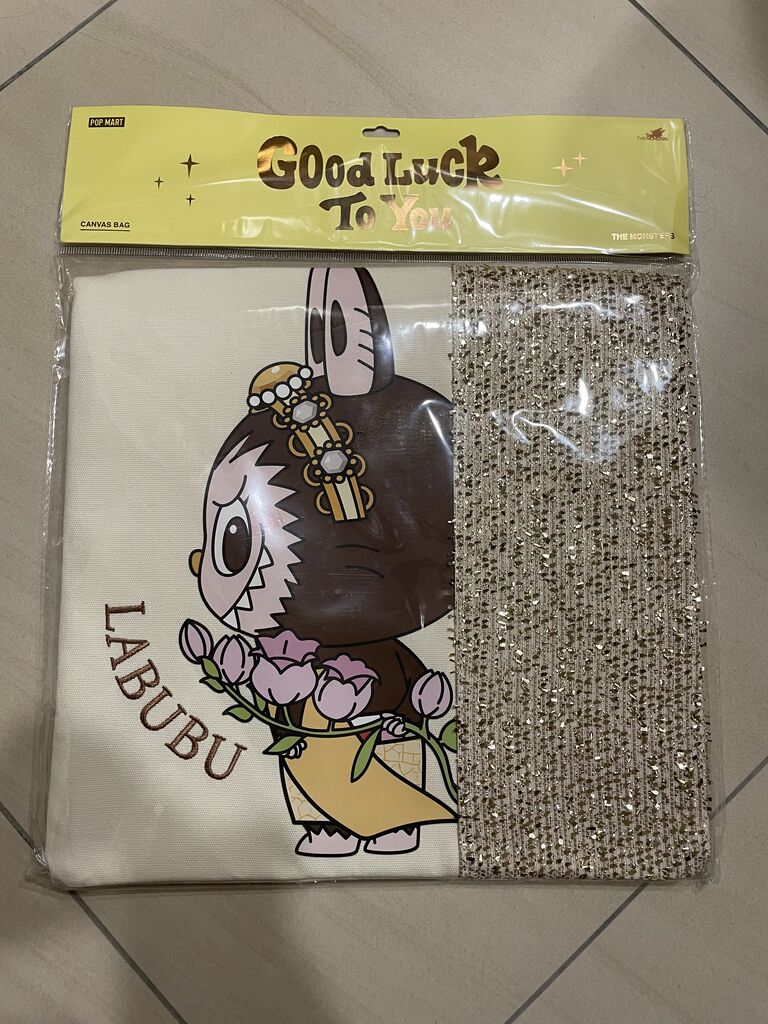 POP MART
GOOD LUCK
TO YOU
CANVAS BAG
THE MONSTERS
LABUBU